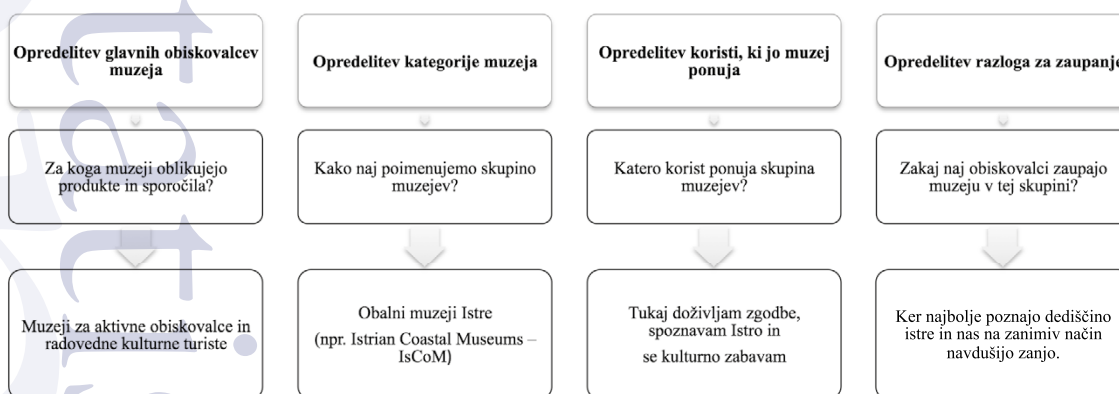 Opredelitev glavnih obiskovalcev
muzeja
Opredelitev kategorije muzeja
Opredelitev koristi, ki jo muzej
ponuja
Opredelitev razloga za zaupanje
Za koga muzeji oblikujejo
produkte in sporočila?
Kako naj poimenujemo skupino
muzejev?
Katero korist ponuja skupina
muzejev?
Zakaj naj obiskovalci zaupajo
muzeju v tej skupini?
Muzeji za aktivne obiskovalce in
radovedne kulturne turiste
Obalni muzeji Istre
(npr. Istrian Coastal Museums –
IsCoM)
Tukaj doživljam zgodbe,
spoznavam Istro in
se kulturno zabavam
Ker najbolje poznajo dediščino
istre in nas na zanimiv način
navdušijo zanjo.